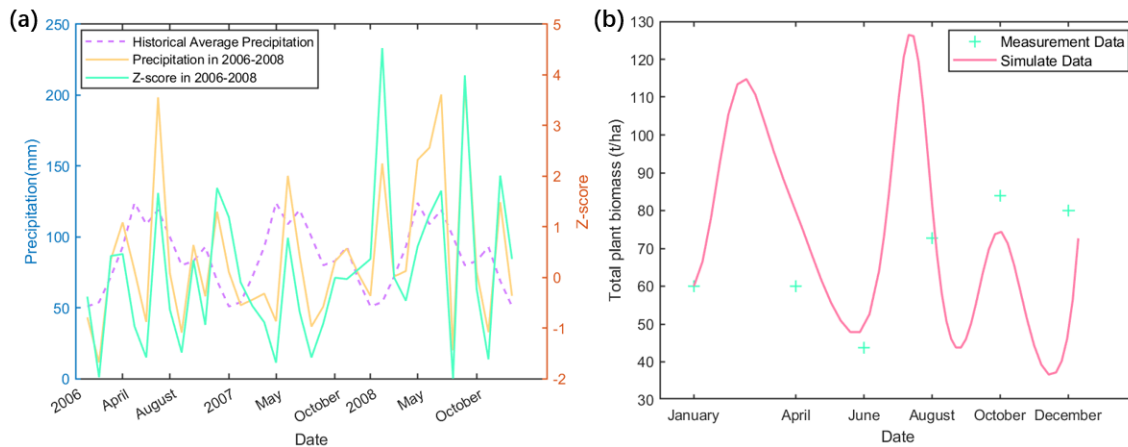 (a)
250
200
150
100
50
0
Precipitation(mm)
Historical Average Precipitation
Precipitation in 2006-2008
Z-score in 2006-2008
5
4
3
2
1
0
-1
-2
Z-score
2006
April
August
2007
May
October
2008
May
October
Date
(b)
130
120
110
100
90
80
70
60
50
40
30
Total plant biomass (t/ha)
Measurement Data
Simulate Data
January
April
June
August
October
December
Date